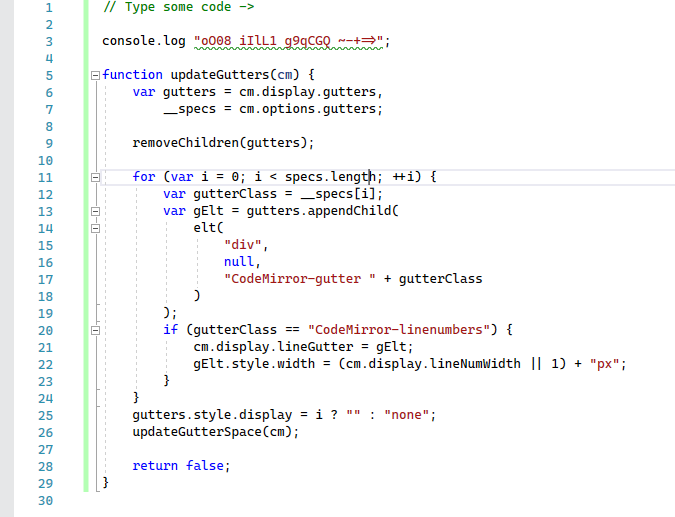 1 // Type some code ->
2
3 console.log "oO08 iIlL1 g9qCGQ ~-+=>";
4
5 function updateGutters(cm) {
6 var gutters = cm.display.gutters,
7 __specs = cm.options.gutters;
8
9 removeChildren(gutters);
10
11 for (var i = 0; i < specs.length; ++i) {
12 var gutterClass = __specs[i];
13 var gElt = gutters.appendChild(
14 elt(
15 "div",
16 null,
17 "CodeMirror-gutter " + gutterClass
18 )
19 );
20 if (gutterClass == "CodeMirror-linenumbers") {
21 cm.display.lineGutter = gElt;
22 gElt.style.width = (cm.display.lineNumWidth || 1) + "px";
23 }
24 }
25 gutters.style.display = i ? "" : "none";
26 updateGutterSpace(cm);
27
28 return false;
29 }
30